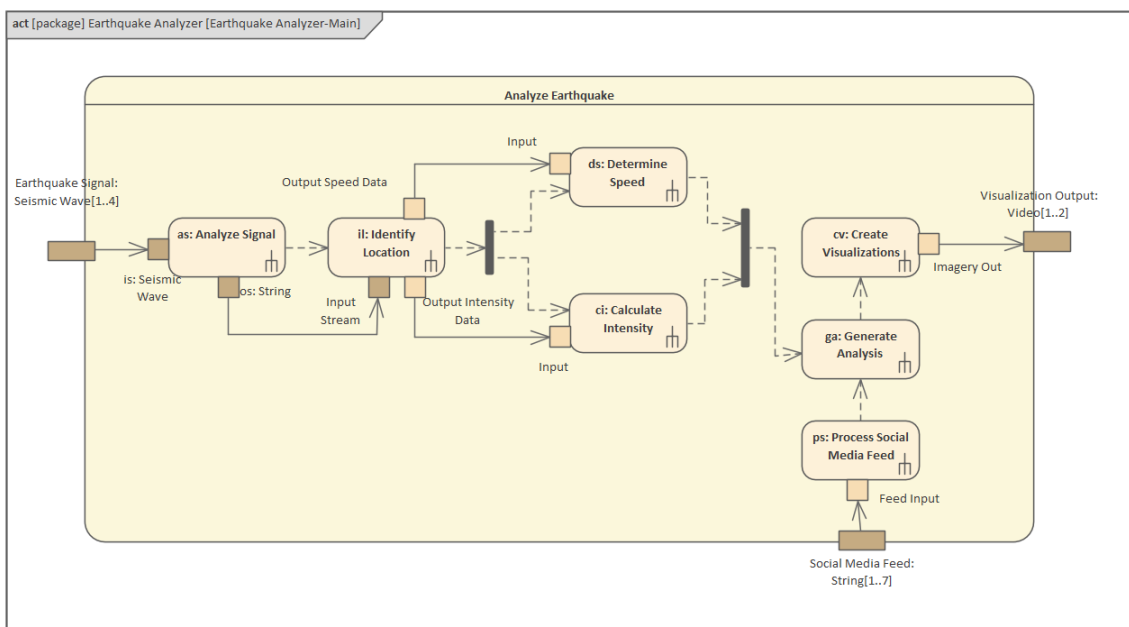 act [package] Earthquake Analyzer [Earthquake Analyzer-Main]
Analyze Earthquake
Earthquake Signal:
Seismic Wave[1..4]
is: Seismic
Wave
as: Analyze Signal
os: String
Input
Stream
Output Speed Data
il: Identify
Location
Output Intensity
Data
Input
ds: Determine
Speed
ci: Calculate
Intensity
Input
cv: Create
Visualizations
Imagery Out
Visualization Output:
Video[1..2]
ga: Generate
Analysis
ps: Process Social
Media Feed
Feed Input
Social Media Feed:
String[1..7]